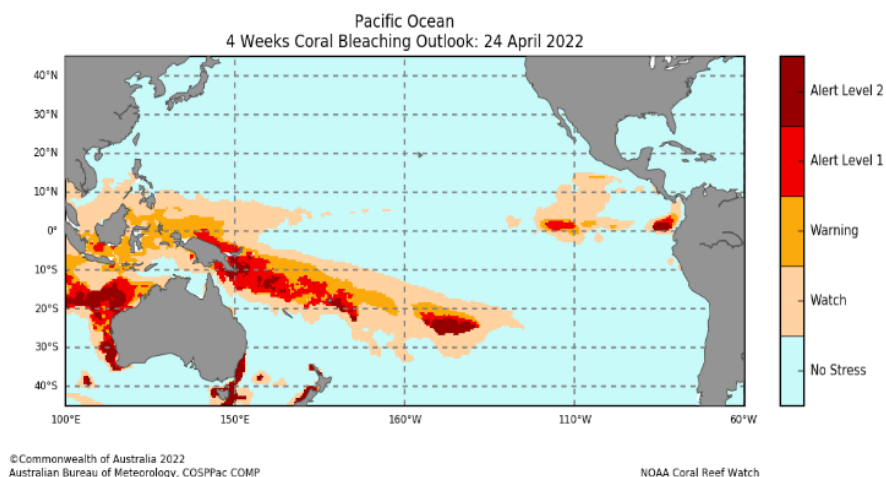 Pacific Ocean
4 Weeks Coral Bleaching Outlook: 24 April 2022
40°N
30°N
20°N
10°N
0°
10°S
20°S
30°S
40°S
100°E
150°E
160°W
110°W
60°W
Alert Level 2
Alert Level 1
Warning
Watch
No Stress
©Commonwealth of Australia 2022
Australian Bureau of Meteorology, COSPPac COMP
NOAA Coral Reef Watch